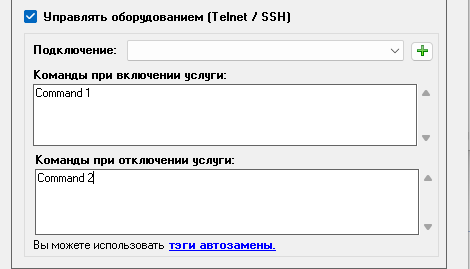 Управлять оборудованием (Telnet / SSH)
Подключение:
Команды при включении услуги:
Command 1
Команды при отключении услуги:
Command 2
Вы можете использовать тэги автозамены.